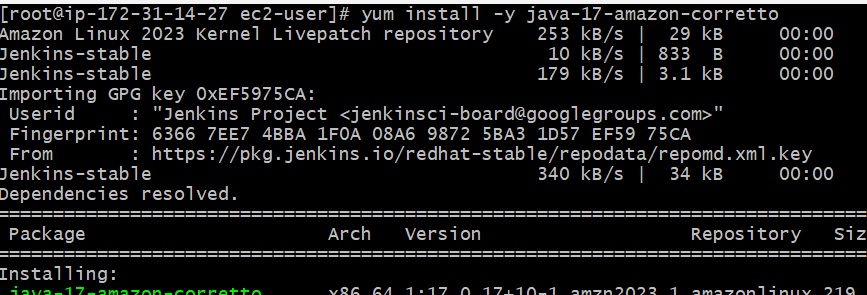 [root@ip-172-31-14-27 ec2-user]# yum install -y java-17-amazon-corretto
Amazon Linux 2023 Kernel Livepatch repository    253 kB/s |  29 kB     00:00
Jenkins-stable                                    10 kB/s | 833  B     00:00
Jenkins-stable                                   179 kB/s | 3.1 kB     00:00
Importing GPG key 0xEF5975CA:
 Userid     : "Jenkins Project <jenkinsci-board@googlegroups.com>"
 Fingerprint: 6366 7EE7 4BBA 1F0A 08A6 9872 5BA3 1D57 EF59 75CA
 From       : https://pkg.jenkins.io/redhat-stable/repodata/repomd.xml.key
Jenkins-stable                                   340 kB/s |  34 kB     00:00
Dependencies resolved.
================================================================================
 Package                      Arch   Version                   Repository   Siz
================================================================================
Installing:
 java-17-amazon-corretto      x86_64 1:17.0.17+10-1.amzn2023.1 amazonlinux 219